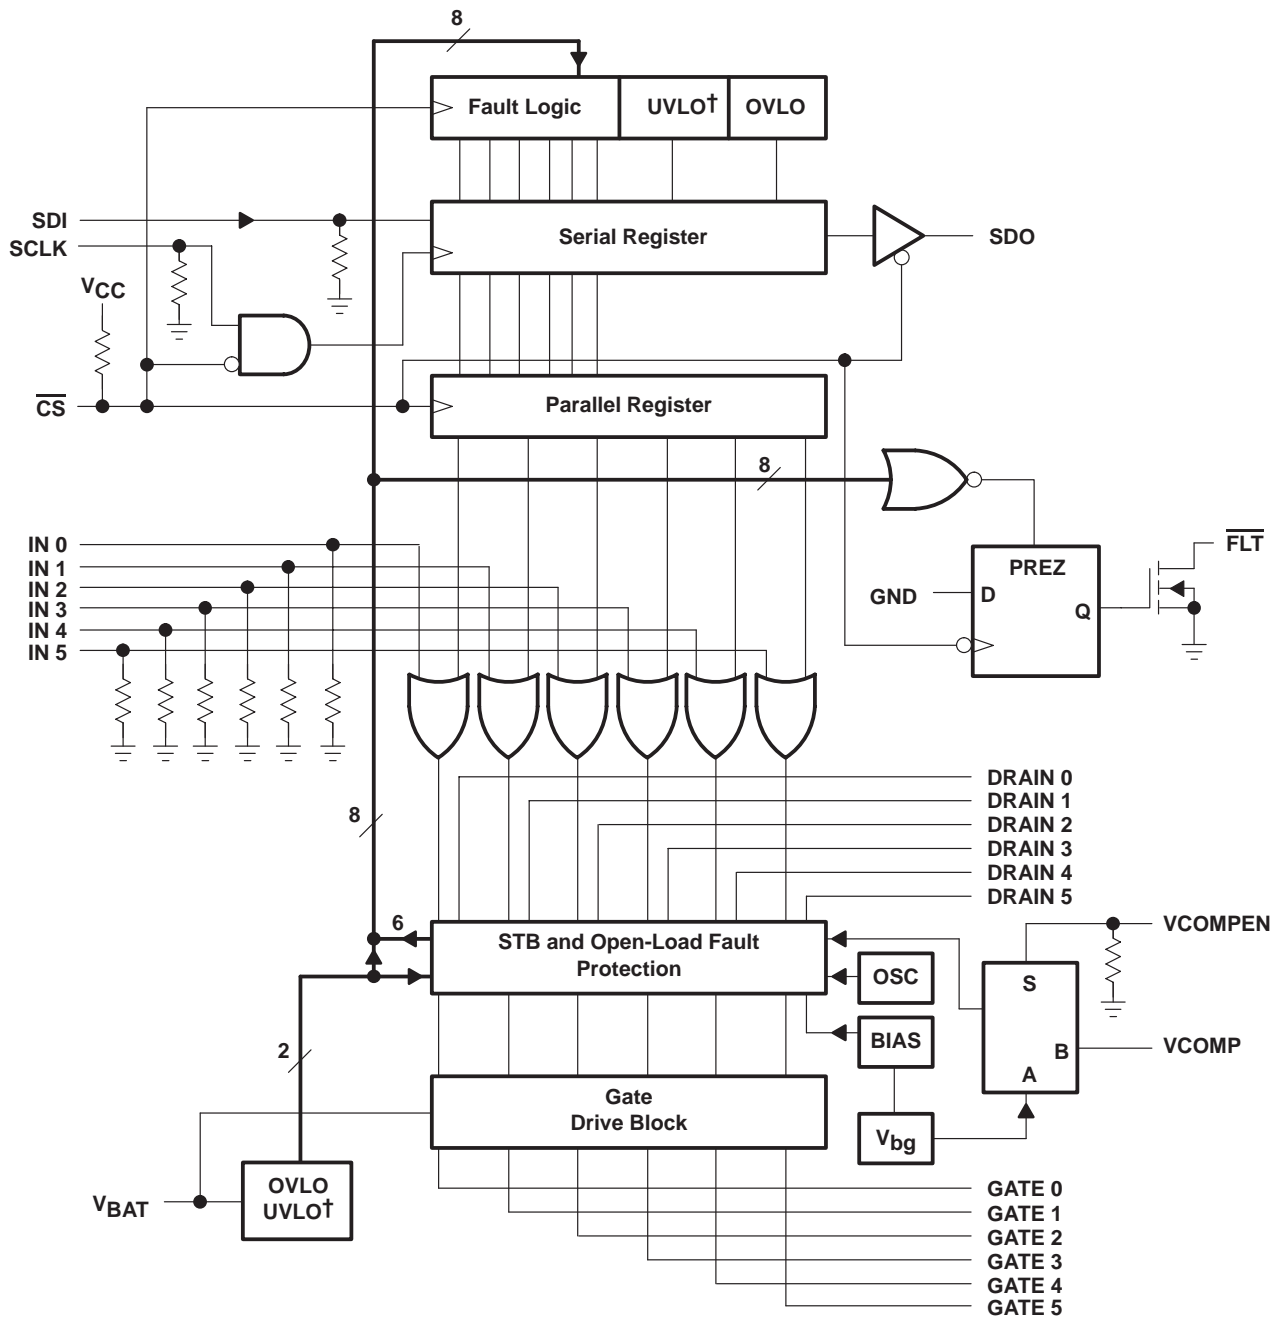 8
Fault Logic
UVLO†
OVLO
SDI
SCLK
Serial Register
SDO
VCC
CS
Parallel Register
8
IN 0
IN 1
IN 2
IN 3
IN 4
IN 5
FLT
PREZ
GND
D
Q
DRAIN 0
DRAIN 1
DRAIN 2
DRAIN 3
DRAIN 4
DRAIN 5
8
6
STB and Open-Load Fault
Protection
VCOMPEN
OSC
S
BIAS
B
VCOMP
A
2
Gate
Drive Block
Vbg
VBAT
OVLO
UVLO†
GATE 0
GATE 1
GATE 2
GATE 3
GATE 4
GATE 5